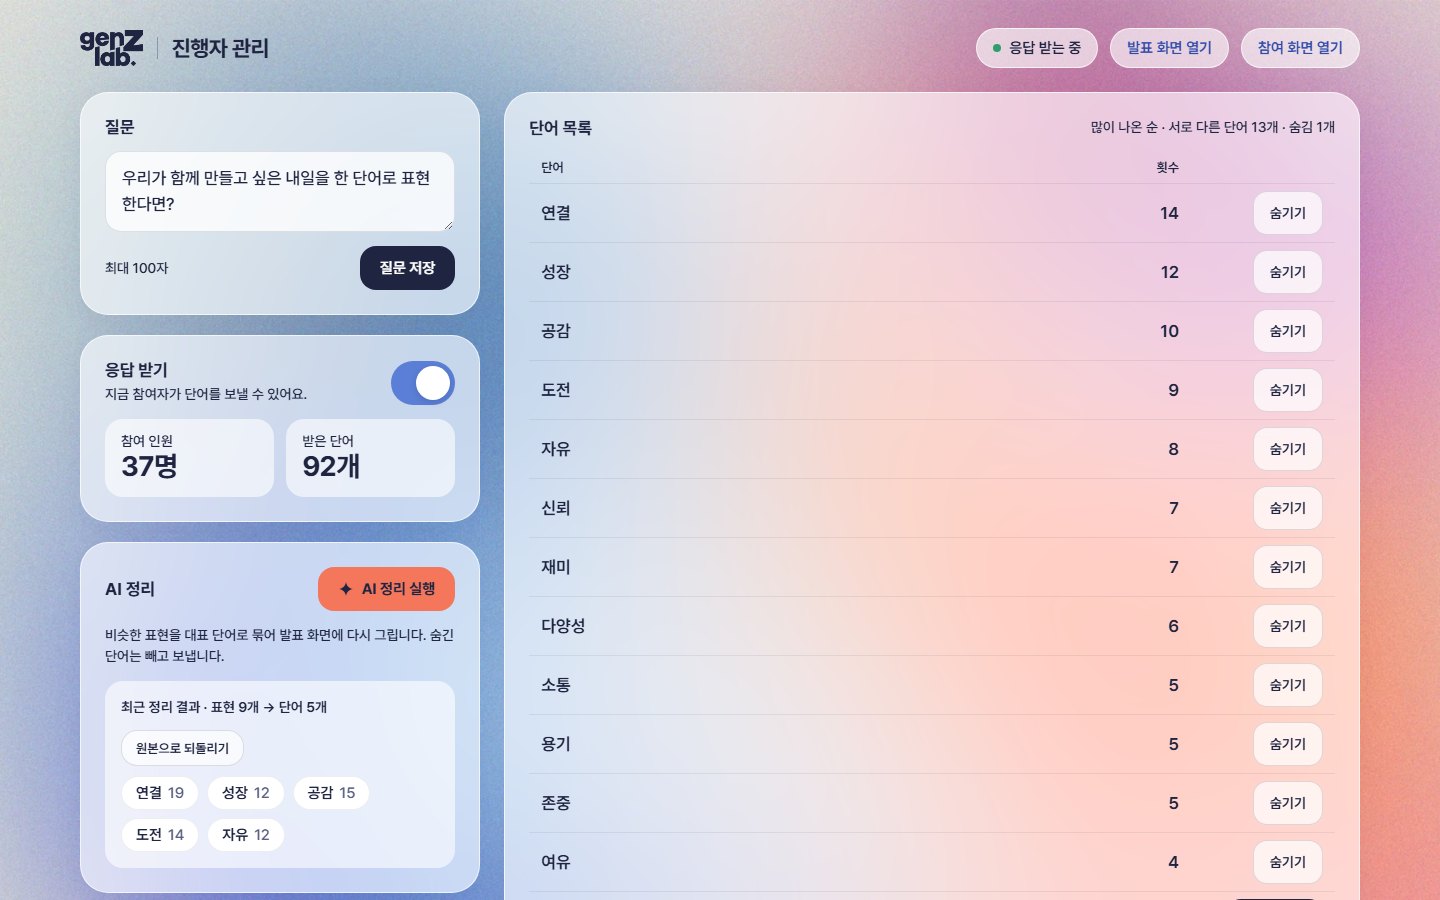 genZ
lab.
진행자 관리
응답 받는 중
발표 화면 열기
참여 화면 열기
질문
우리가 함께 만들고 싶은 내일을 한 단어로 표현
한다면?
최대 100자
질문 저장
응답 받기
지금 참여자가 단어를 보낼 수 있어요.
참여 인원
37명
받은 단어
92개
AI 정리
AI 정리 실행
비슷한 표현을 대표 단어로 묶어 발표 화면에 다시 그립니다. 숨긴
단어는 빼고 보냅니다.
최근 정리 결과 · 표현 9개 → 단어 5개
원본으로 되돌리기
연결 19
성장 12
공감 15
도전 14
자유 12
단어 목록
많이 나온 순 · 서로 다른 단어 13개 · 숨김 1개
단어 횟수
연결 14 숨기기
성장 12 숨기기
공감 10 숨기기
도전 9 숨기기
자유 8 숨기기
신뢰 7 숨기기
재미 7 숨기기
다양성 6 숨기기
소통 5 숨기기
용기 5 숨기기
존중 5 숨기기
여유 4 숨기기